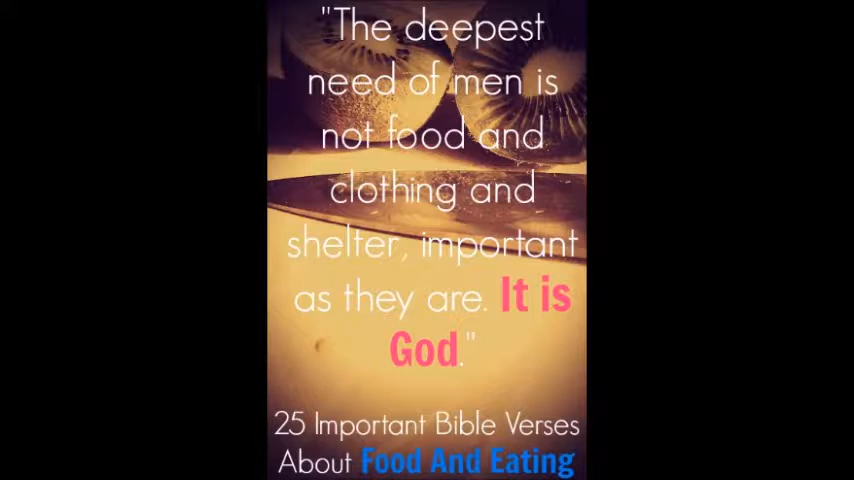 "The deepest
need of men is
not food and
clothing and
shelter, important
as they are. It is
God."
25 Important Bible Verses
About Food And Eating